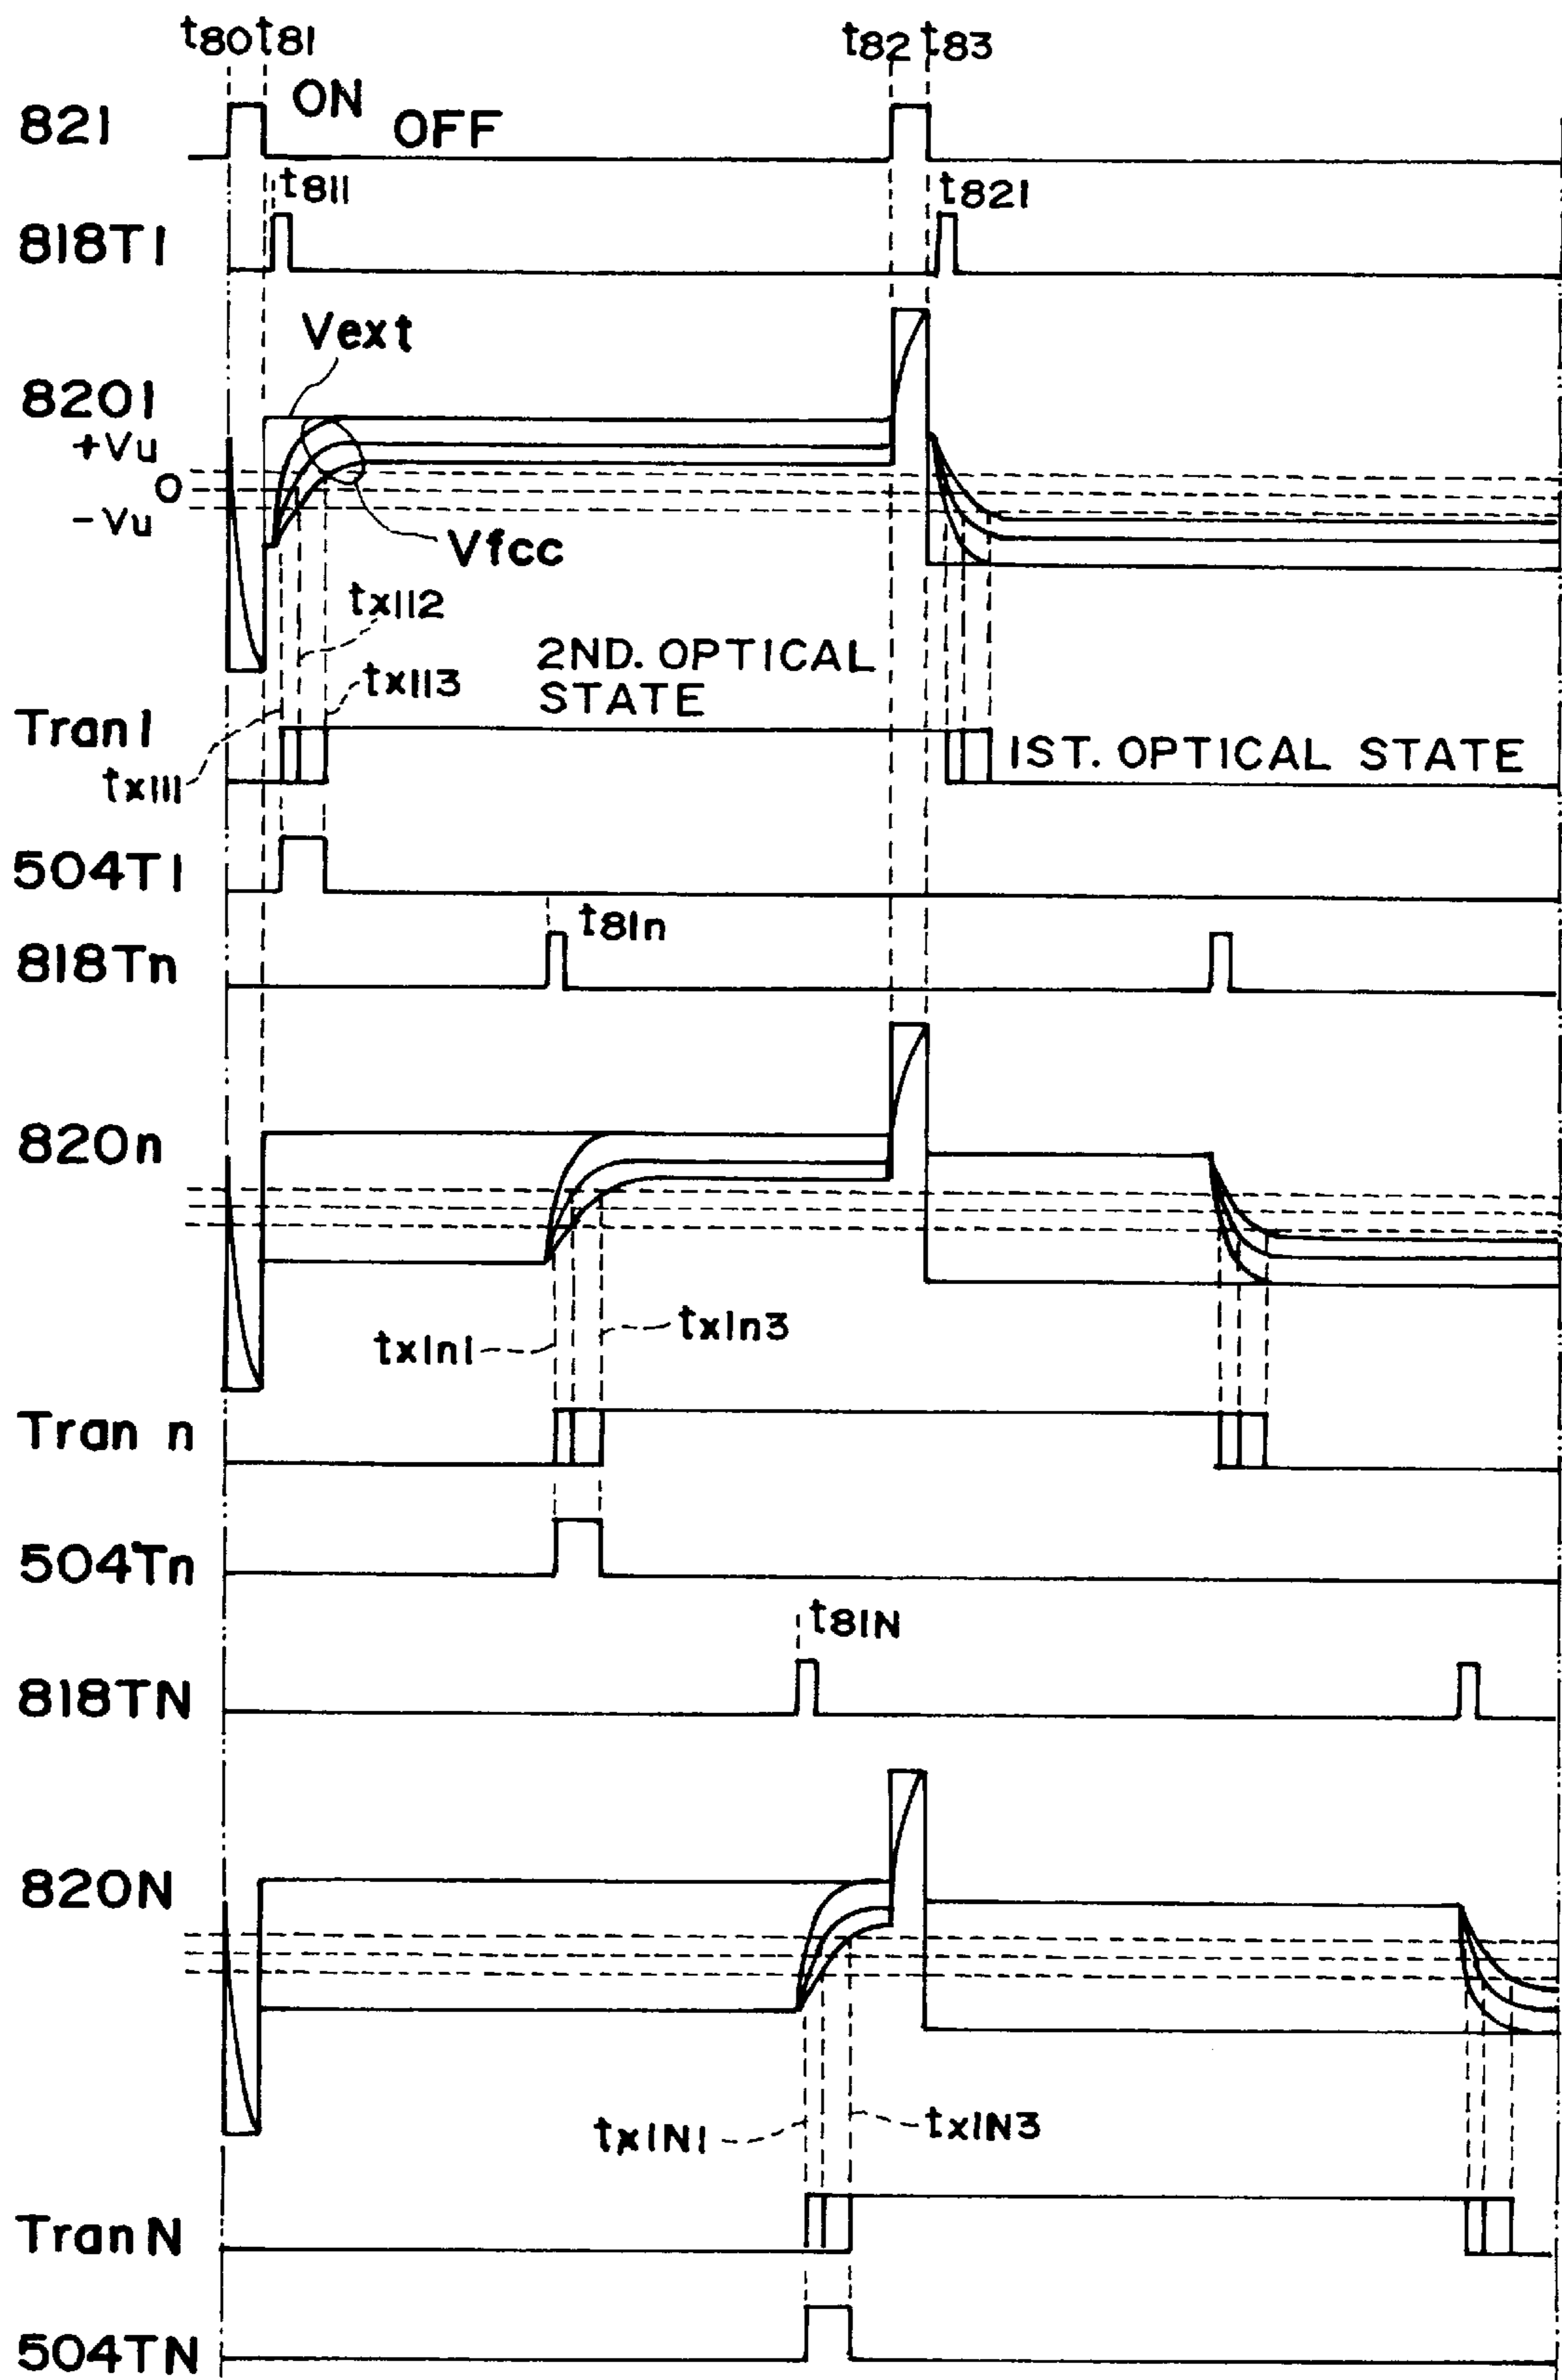 t80 t81 t82 t83
821 ON OFF
t811 t821
818T1
Vext
8201
+Vu
0
-Vu
Vfcc
tx112
2ND. OPTICAL
STATE
tx113
Tran1
1ST. OPTICAL STATE
tx111
504T1
t81n
818Tn
820n
tx1n1 tx1n3
Tran n
504Tn
t81N
818TN
820N
tx1N1 tx1N3
TranN
504TN